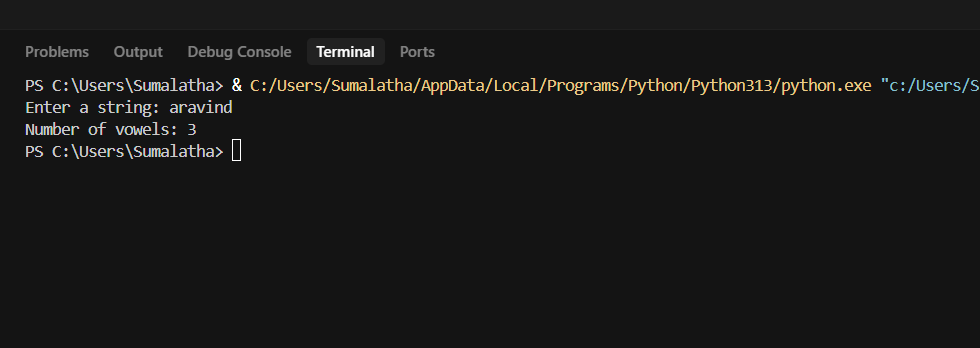 Problems Output Debug Console Terminal Ports
PS C:\Users\Sumalatha> & C:/Users/Sumalatha/AppData/Local/Programs/Python/Python313/python.exe "c:/Users/S
Enter a string: aravind
Number of vowels: 3
PS C:\Users\Sumalatha>